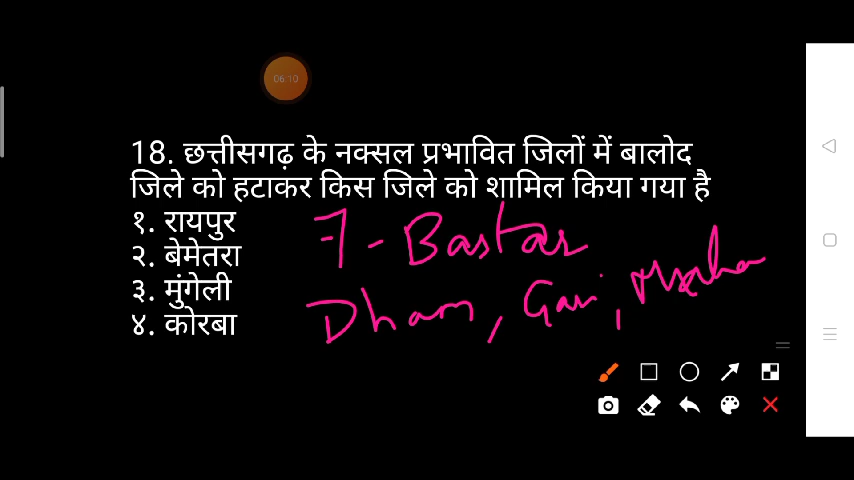 06:10
18. छत्तीसगढ़ के नक्सल प्रभावित जिलों में बालोद
जिले को हटाकर किस जिले को शामिल किया गया है
१. रायपुर
२. बेमेतरा
३. मुंगेली
४. कोरबा
7 - Bastar
Dham, Gari,